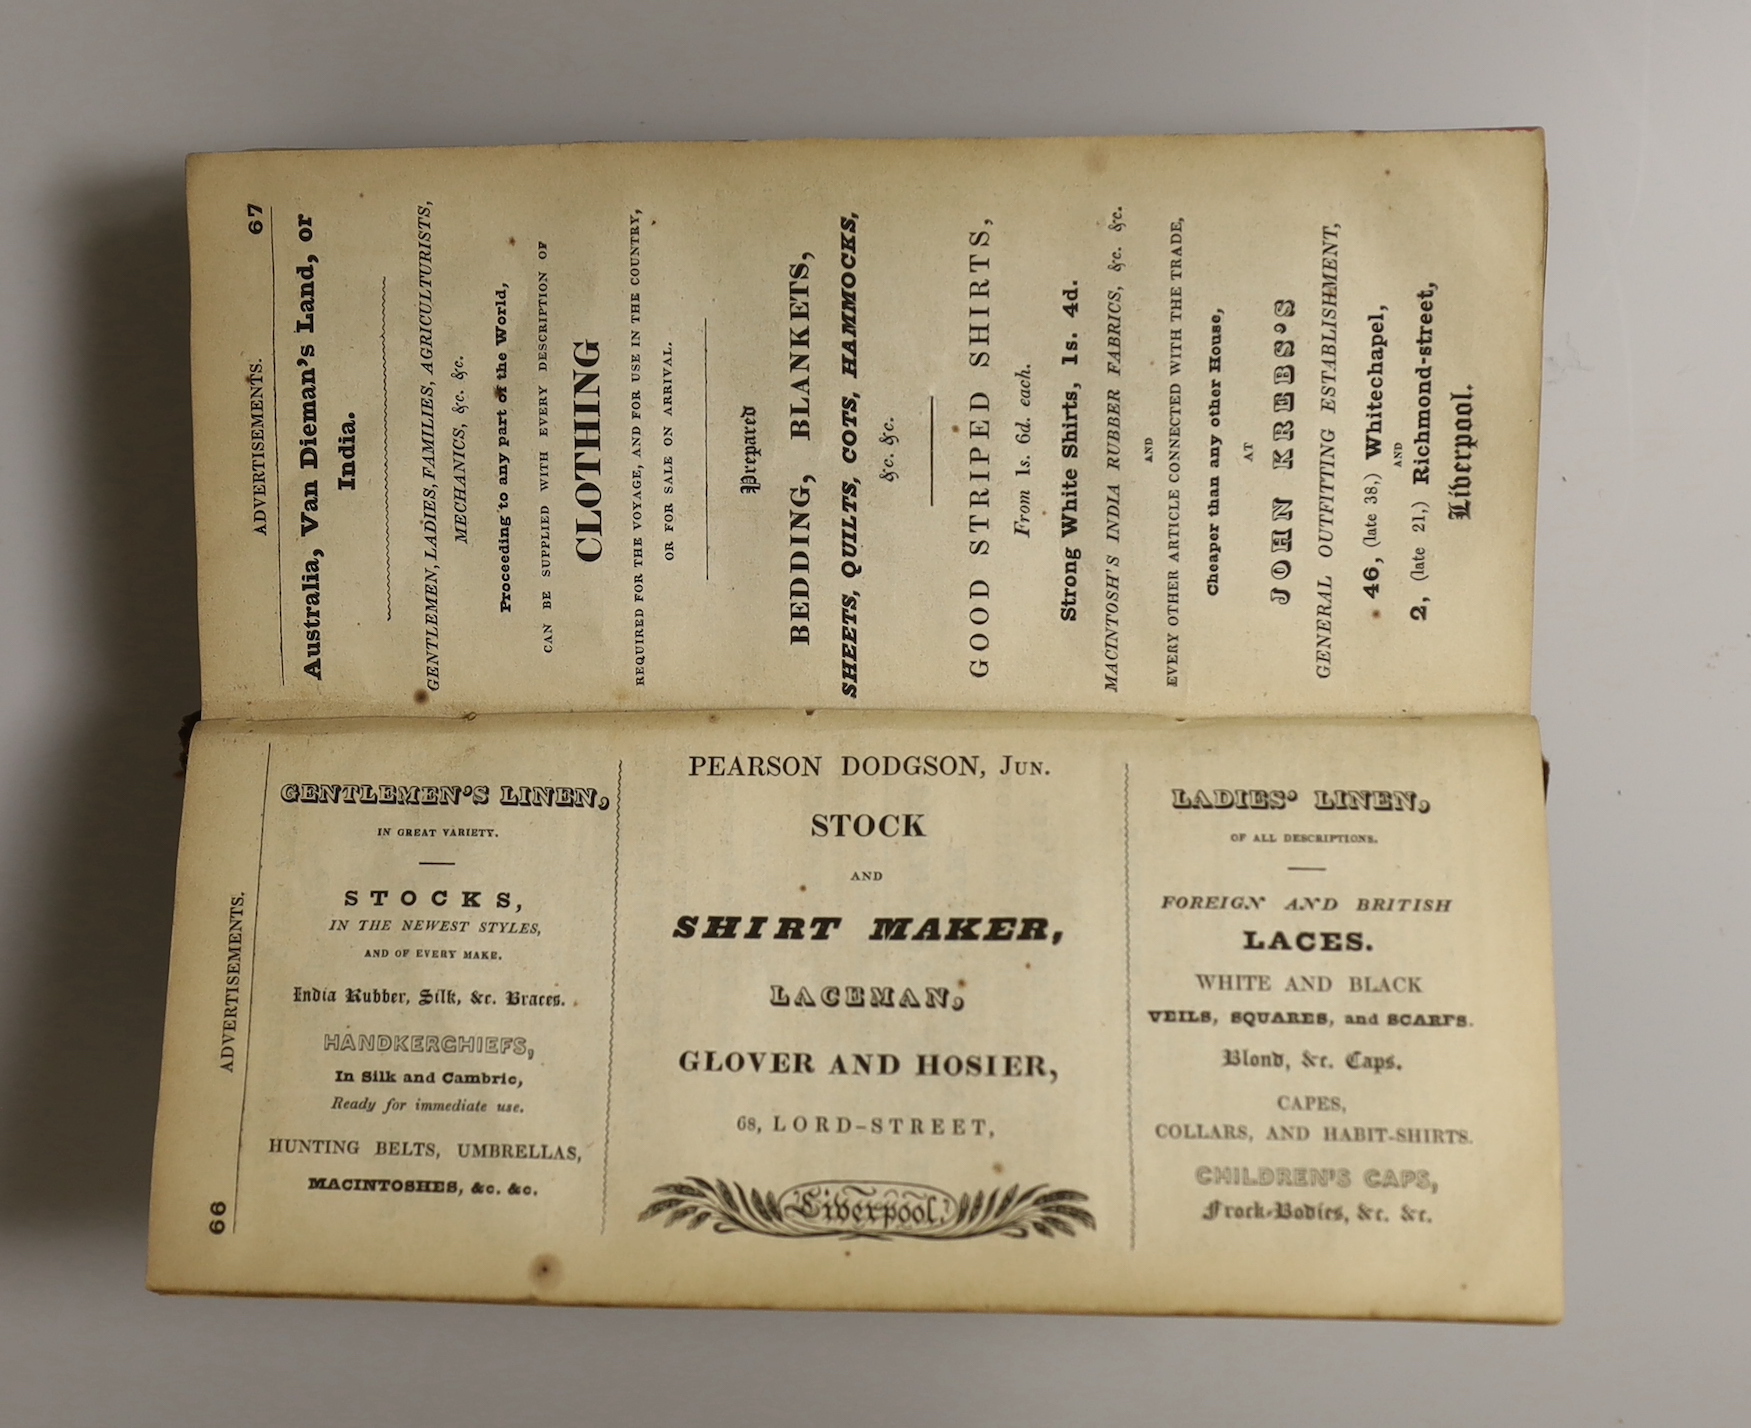 66
ADVERTISEMENTS.
GENTLEMEN'S LINEN,
IN GREAT VARIETY.
STOCKS,
IN THE NEWEST STYLES,
AND OF EVERY MAKE.
India Rubber, Silk, &c. Braces.
HANDKERCHIEFS,
In Silk and Cambric,
Ready for immediate use.
HUNTING BELTS, UMBRELLAS,
MACINTOSHES, &c. &c.
PEARSON DODGSON, Jun.
STOCK
AND
SHIRT MAKER,
LACEMAN,
GLOVER AND HOSIER,
68, LORD-STREET,
Liverpool.
LADIES' LINEN,
OF ALL DESCRIPTIONS.
FOREIGN AND BRITISH
LACES.
WHITE AND BLACK
VEILS, SQUARES, and SCARFS.
Blond, &c. Caps.
CAPES,
COLLARS, AND HABIT-SHIRTS.
CHILDREN'S CAPS,
Frock-Bodies, &c. &c.
ADVERTISEMENTS. 67
Australia, Van Dieman's Land, or
India.
GENTLEMEN, LADIES, FAMILIES, AGRICULTURISTS,
MECHANICS, &c. &c.
Proceeding to any part of the World,
CAN BE SUPPLIED WITH EVERY DESCRIPTION OF
CLOTHING
REQUIRED FOR THE VOYAGE, AND FOR USE IN THE COUNTRY,
OR FOR SALE ON ARRIVAL.
Prepared
BEDDING, BLANKETS,
SHEETS, QUILTS, COTS, HAMMOCKS,
&c. &c.
GOOD STRIPED SHIRTS,
From 1s. 6d. each.
Strong White Shirts, 1s. 4d.
MACINTOSH'S INDIA RUBBER FABRICS, &c. &c.
AND
EVERY OTHER ARTICLE CONNECTED WITH THE TRADE,
Cheaper than any other House,
AT
JOHN KREBS'S
GENERAL OUTFITTING ESTABLISHMENT,
46, (late 38,) Whitechapel,
AND
2, (late 21,) Richmond-street,
Liverpool.